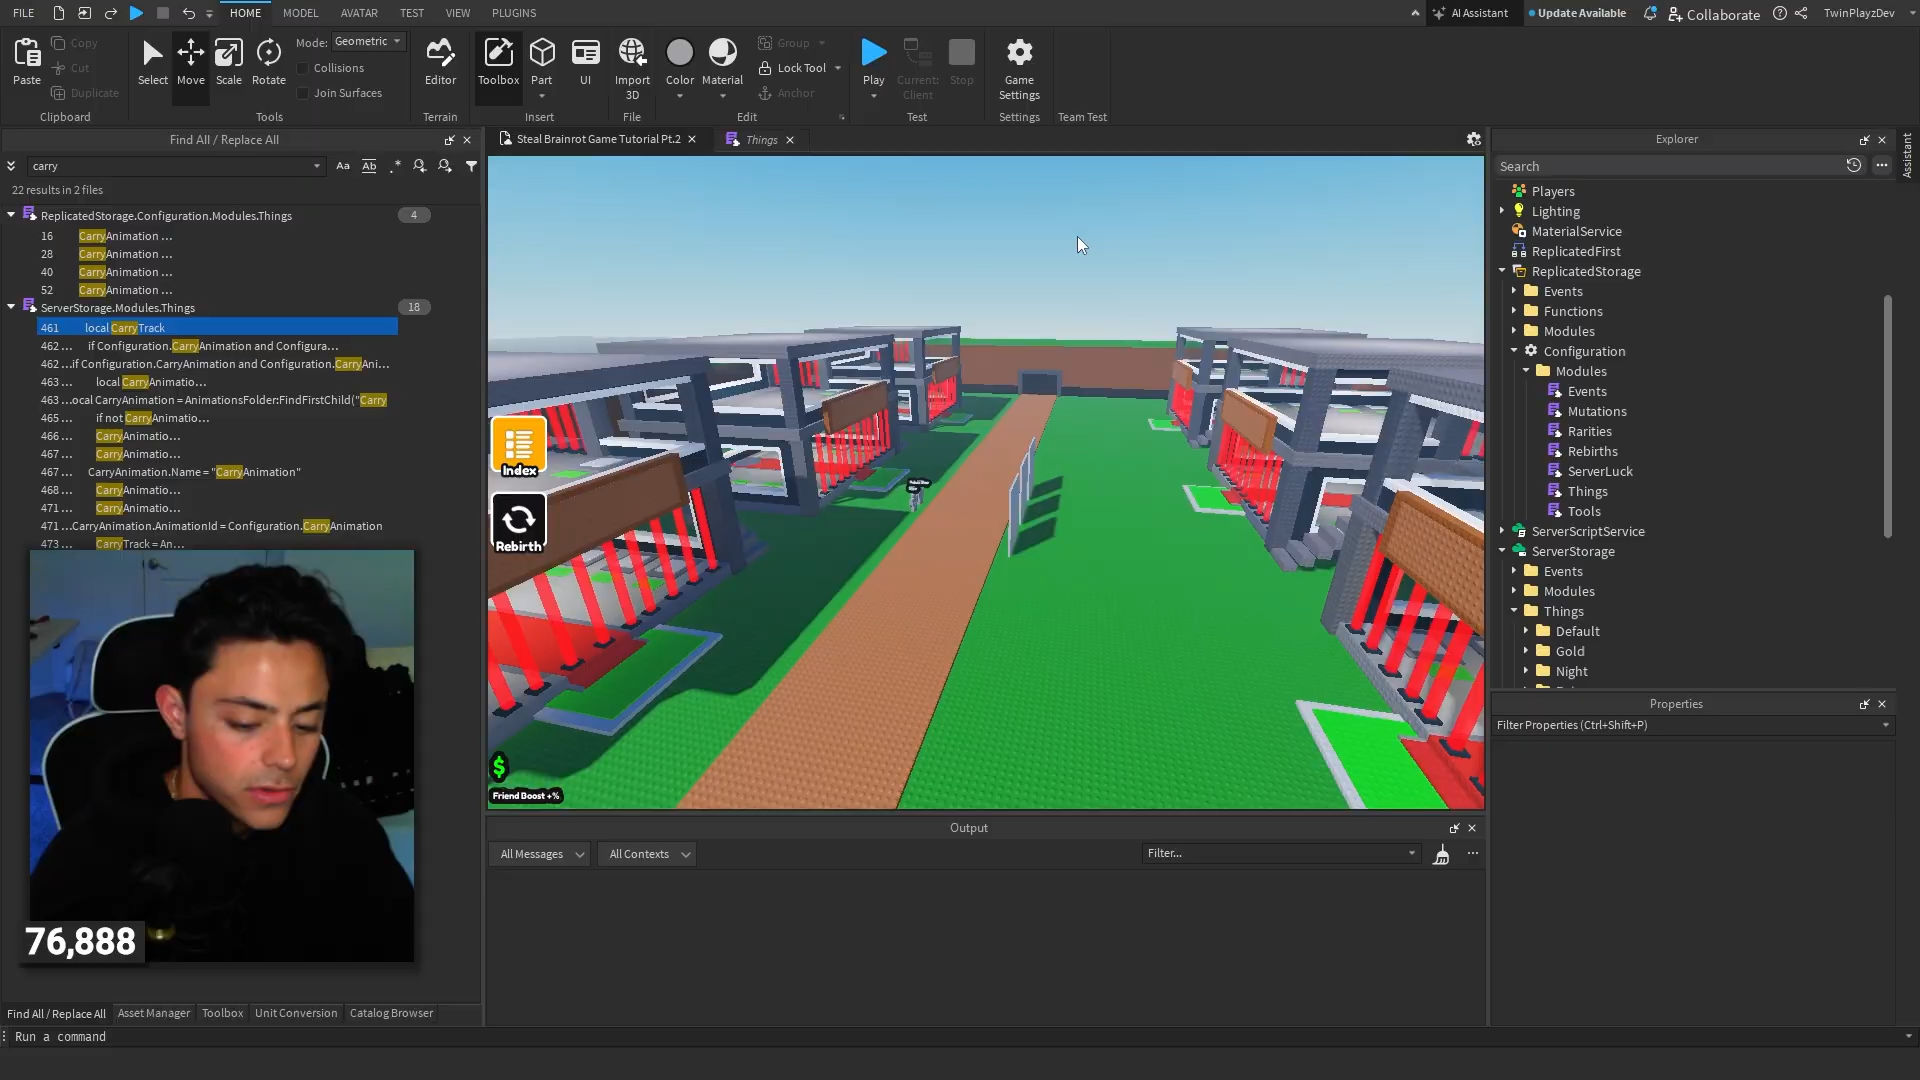 FILE
HOME
MODEL
AVATAR
TEST
VIEW
PLUGINS
AI Assistant
Update Available
Collaborate
TwinPlayzDev
Paste
Copy
Cut
Duplicate
Clipboard
Select
Move
Scale
Rotate
Mode: Geometric
Collisions
Join Surfaces
Tools
Editor
Terrain
Toolbox
Part
UI
Insert
Import
3D
File
Color
Material
Group
Lock Tool
Anchor
Edit
Play
Current:
Client
Stop
Test
Game
Settings
Settings
Team Test
Find All / Replace All
carry
Aa
Ab
.*
22 results in 2 files
ReplicatedStorage.Configuration.Modules.Things
4
16 CarryAnimation ...
28 CarryAnimation ...
40 CarryAnimation ...
52 CarryAnimation ...
ServerStorage.Modules.Things
18
461 local CarryTrack
462 ... if Configuration.CarryAnimation and Configura...
462 ...if Configuration.CarryAnimation and Configuration.CarryAni...
463 ... local CarryAnimatio...
463 ...ocal CarryAnimation = AnimationsFolder:FindFirstChild("Carry
465 ... if not CarryAnimatio...
466 ... CarryAnimatio...
467 ... CarryAnimatio...
467 ... CarryAnimation.Name = "CarryAnimation"
468 ... CarryAnimatio...
471 ... CarryAnimatio...
471 ...CarryAnimation.AnimationId = Configuration.CarryAnimation
473 ... CarryTrack = An...
76,888
Find All / Replace All
Asset Manager
Toolbox
Unit Conversion
Catalog Browser
Run a command
Steal Brainrot Game Tutorial Pt.2
Things
Index
Rebirth
$
Friend Boost +%
Output
All Messages
All Contexts
Filter...
Explorer
Search
Players
Lighting
MaterialService
ReplicatedFirst
ReplicatedStorage
Events
Functions
Modules
Configuration
Modules
Events
Mutations
Rarities
Rebirths
ServerLuck
Things
Tools
ServerScriptService
ServerStorage
Events
Modules
Things
Default
Gold
Night
Properties
Filter Properties (Ctrl+Shift+P)
Assistant